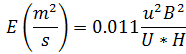 E (m²/s) = 0.011 u²B² / (U * H)